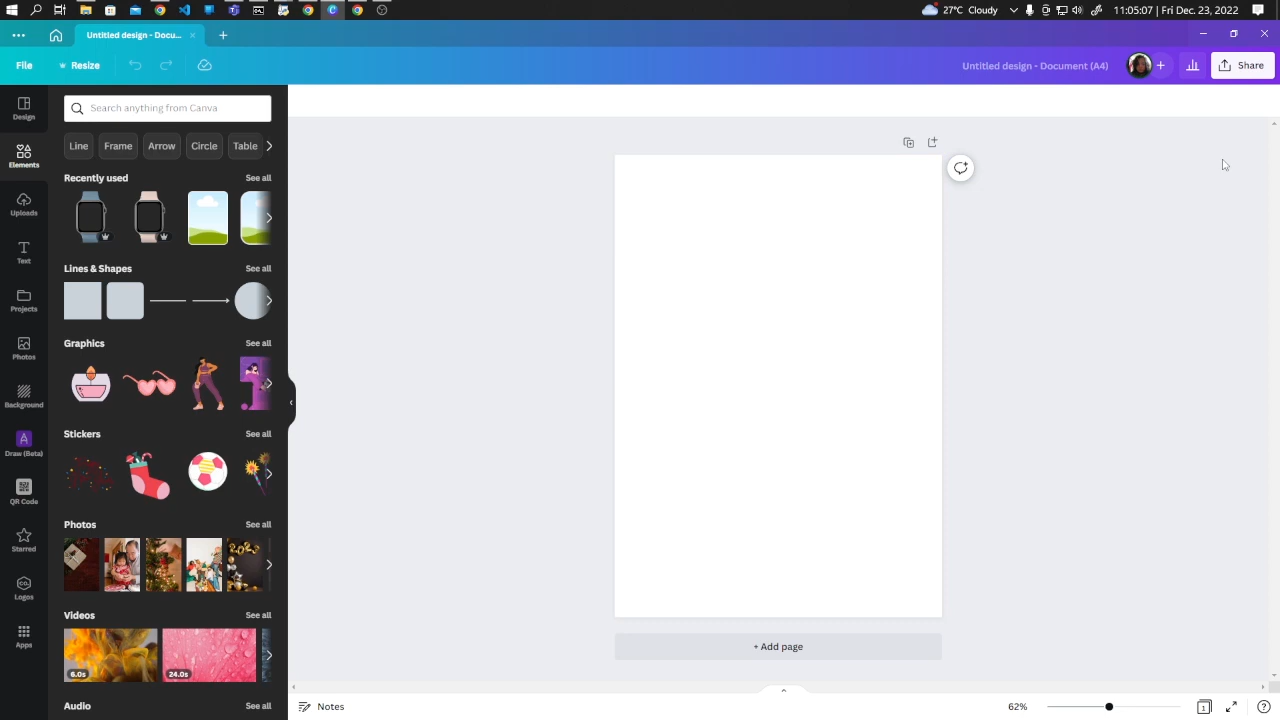 27°C Cloudy
11:05:07 | Fri Dec. 23, 2022
Untitled design - Docu...
File
Resize
Untitled design - Document (A4)
Share
Design
Elements
Uploads
Text
Projects
Photos
Background
Draw (Beta)
QR Code
Starred
Logos
Apps
Search anything from Canva
Line
Frame
Arrow
Circle
Table
Recently used
See all
Lines & Shapes
See all
Graphics
See all
Stickers
See all
Photos
See all
Videos
See all
6.0s
24.0s
Audio
See all
+ Add page
Notes
62%
1